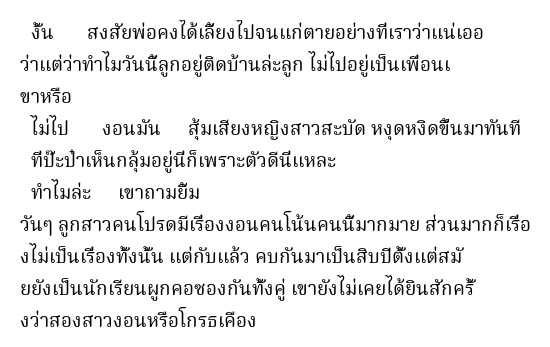 งั้น สงสัยพ่อคงได้เลี้ยงไปจนแก่ตายอย่างที่เราว่าแน่เออ
ว่าแต่ว่าทำไมวันนี้ลูกอยู่ติดบ้านล่ะลูก ไม่ไปอยู่เป็นเพื่อนเ
ขาหรือ
ไม่ไป งอนมัน สุ้มเสียงหญิงสาวสะบัด หงุดหงิดขึ้นมาทันที
ที่ป๊ะป๋าเห็นกลุ้มอยู่นี่ก็เพราะตัวดีนี่แหละ
ทำไมล่ะ เขาถามยิ้ม
วันๆ ลูกสาวคนโปรดมีเรื่องงอนคนโน้นคนนี้มากมาย ส่วนมากก็เรื่อ
งไม่เป็นเรื่องทั้งนั้น แต่กับแล้ว คบกันมาเป็นสิบปีตั้งแต่สมั
ยยังเป็นนักเรียนผูกคอซองกันทั้งคู่ เขายังไม่เคยได้ยินสักครั้
งว่าสองสาวงอนหรือโกรธเคือง